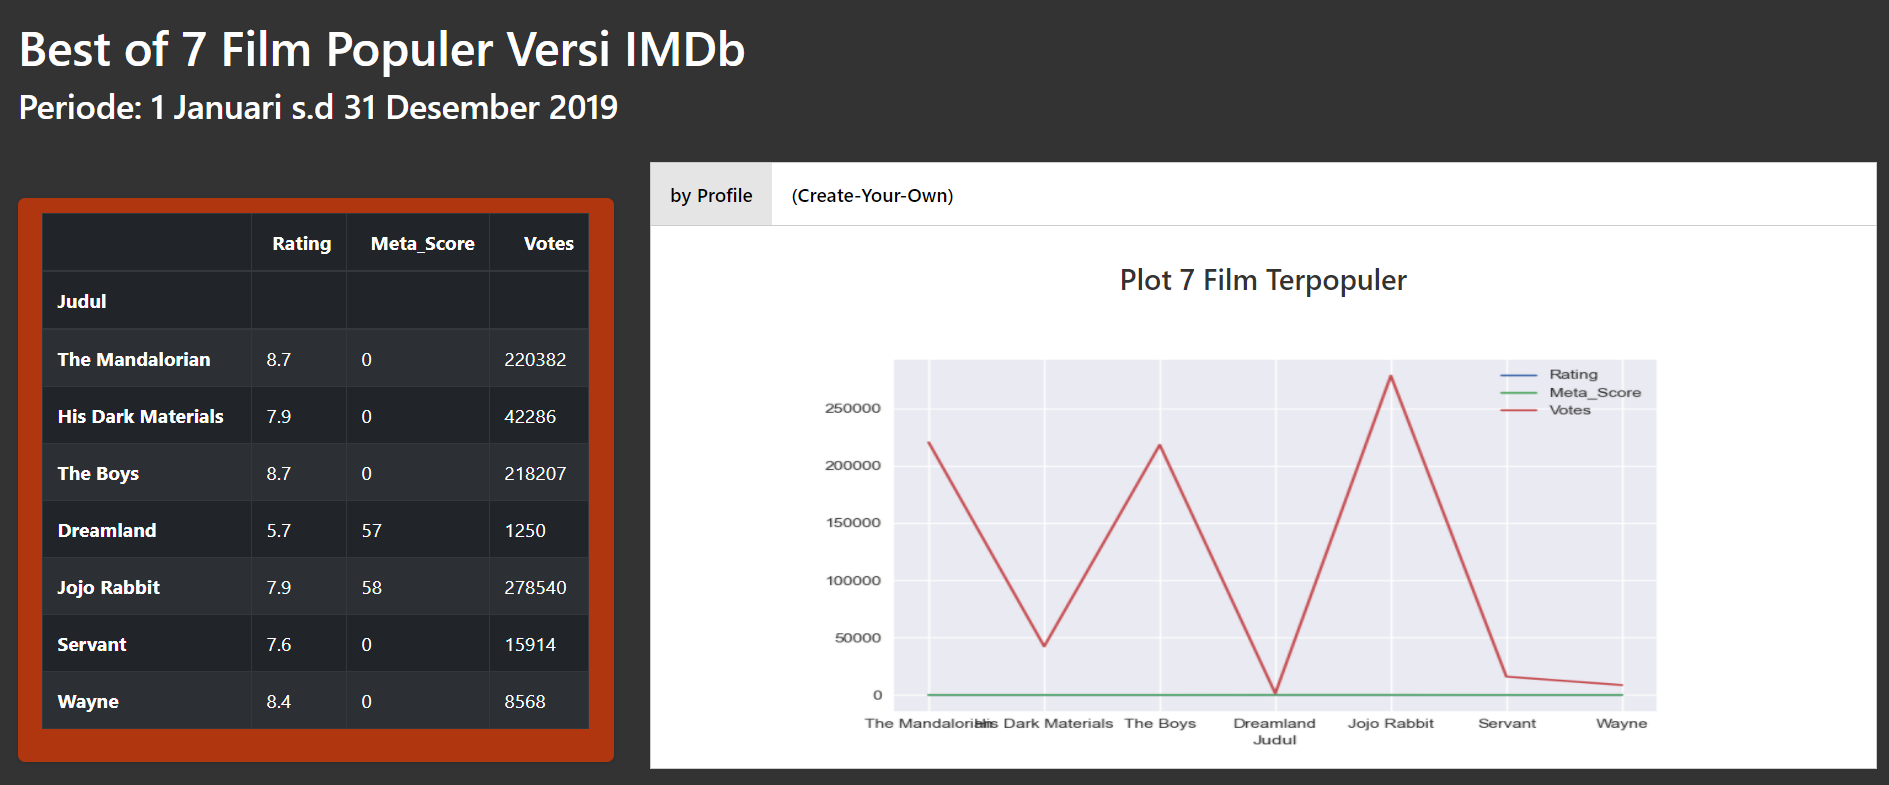 Best of 7 Film Populer Versi IMDb
Periode: 1 Januari s.d 31 Desember 2019
Rating Meta_Score Votes
Judul
The Mandalorian 8.7 0 220382
His Dark Materials 7.9 0 42286
The Boys 8.7 0 218207
Dreamland 5.7 57 1250
Jojo Rabbit 7.9 58 278540
Servant 7.6 0 15914
Wayne 8.4 0 8568
by Profile (Create-Your-Own)
Plot 7 Film Terpopuler
Rating
Meta_Score
Votes
250000
200000
150000
100000
50000
0
The Mandalorian His Dark Materials The Boys Dreamland Jojo Rabbit Servant Wayne
Judul